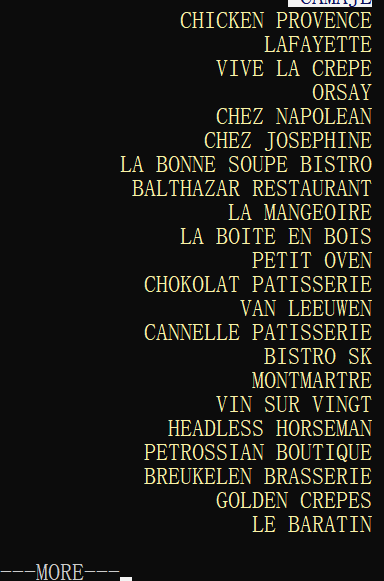 CAMAJE
CHICKEN PROVENCE
LAFAYETTE
VIVE LA CREPE
ORSAY
CHEZ NAPOLEAN
CHEZ JOSEPHINE
LA BONNE SOUPE BISTRO
BALTHAZAR RESTAURANT
LA MANGEOIRE
LA BOITE EN BOIS
PETIT OVEN
CHOKOLAT PATISSERIE
VAN LEEUWEN
CANNELLE PATISSERIE
BISTRO SK
MONTMARTRE
VIN SUR VINGT
HEADLESS HORSEMAN
PETROSSIAN BOUTIQUE
BREUKELEN BRASSERIE
GOLDEN CREPES
LE BARATIN
---MORE---